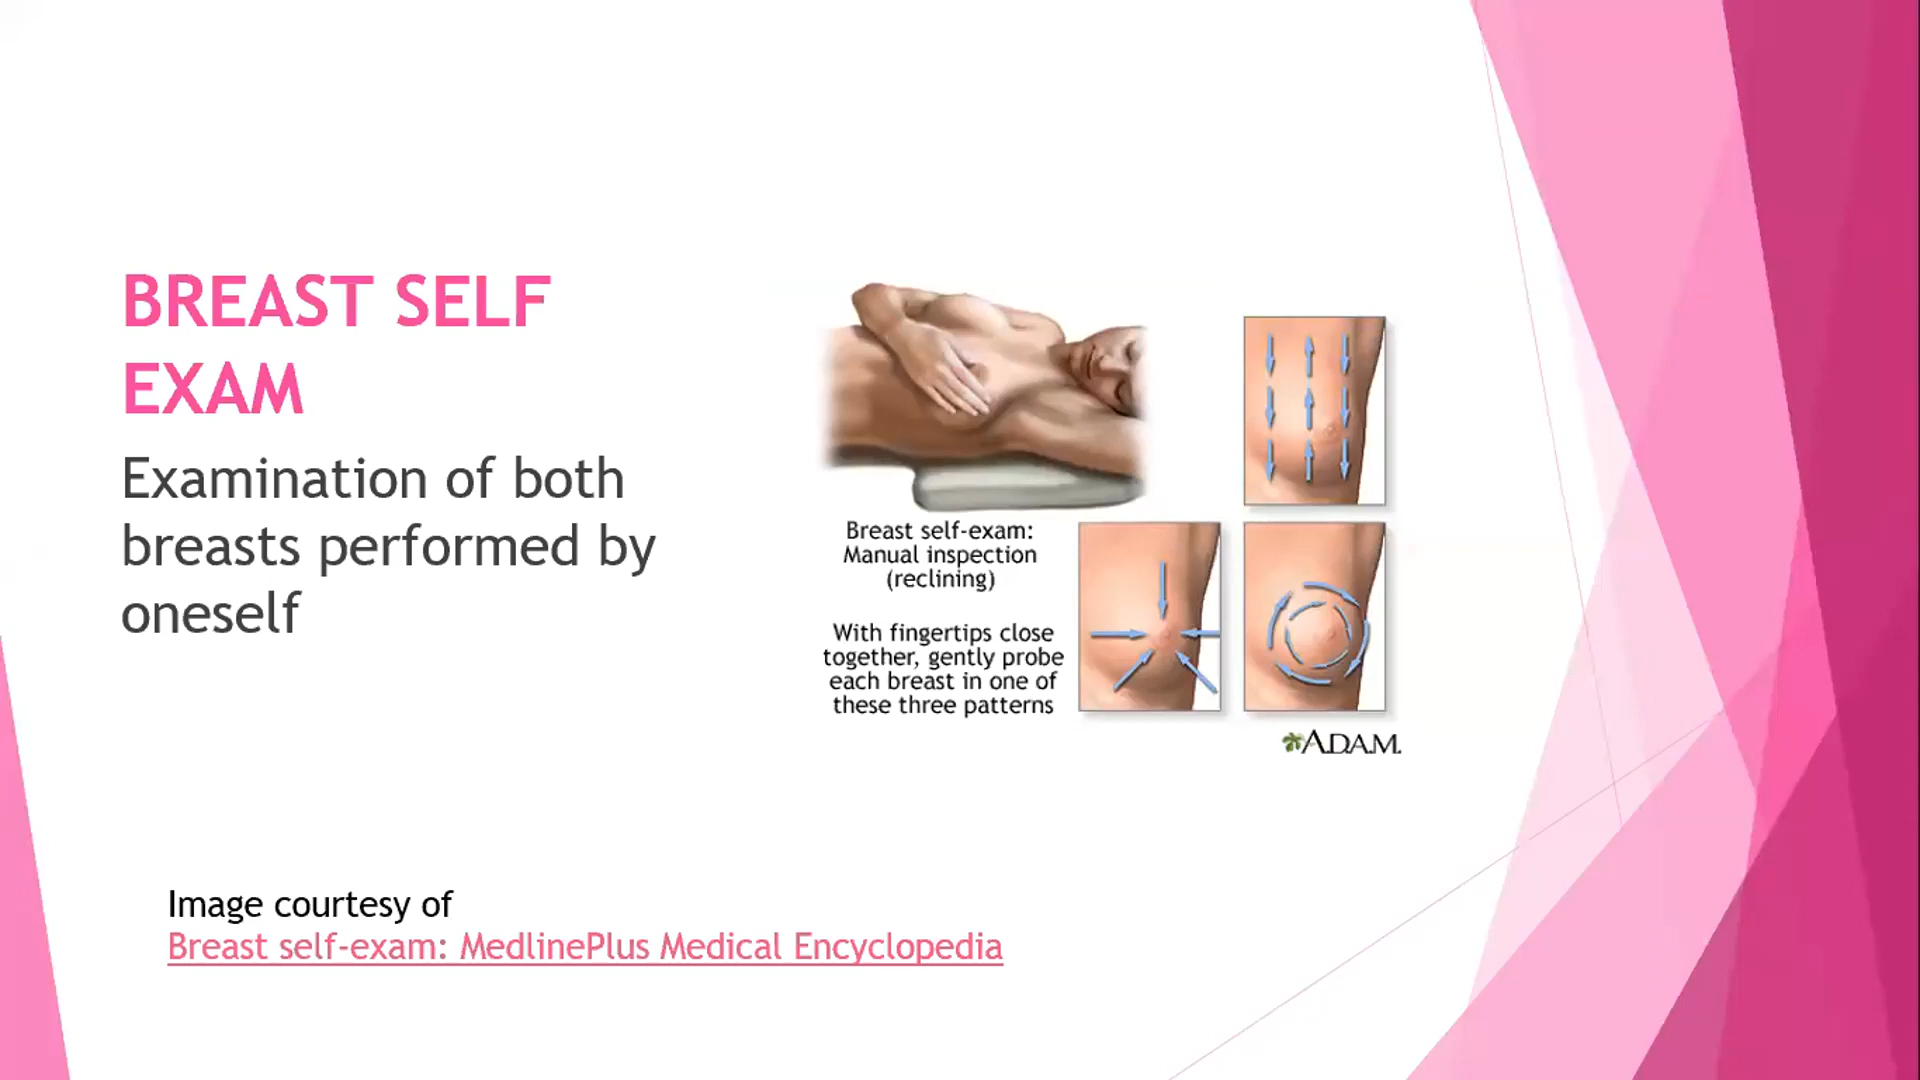 BREAST SELF
EXAM
Examination of both
breasts performed by
oneself
Breast self-exam:
Manual inspection
(reclining)
With fingertips close
together, gently probe
each breast in one of
these three patterns
A.D.A.M.
Image courtesy of
Breast self-exam: MedlinePlus Medical Encyclopedia